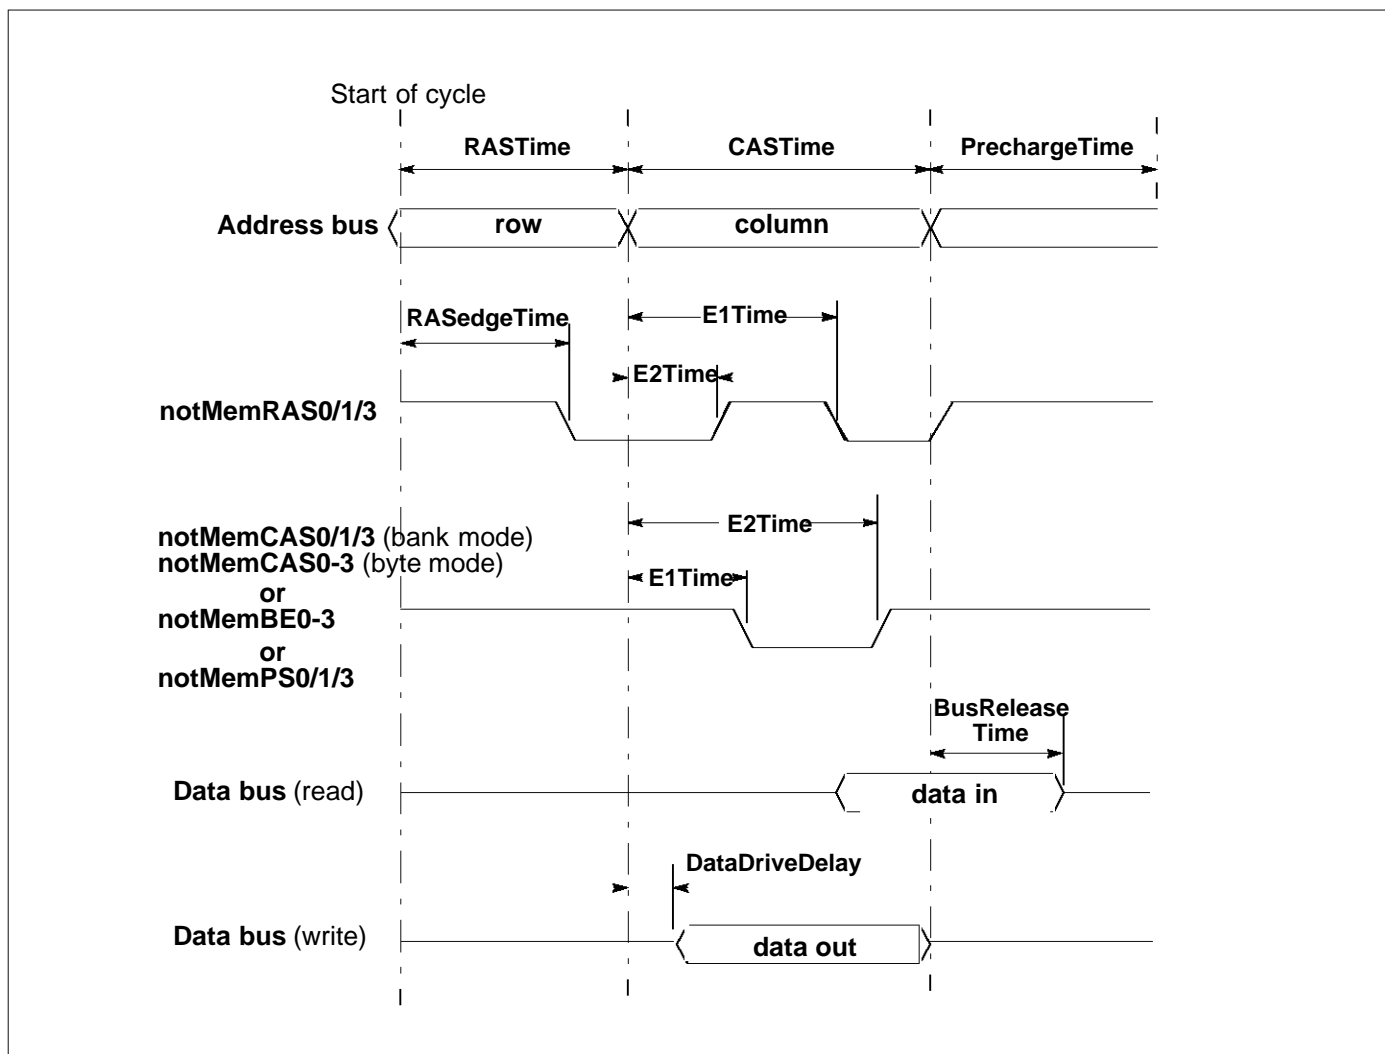 Start of cycle
RASTime CASTime PrechargeTime
Address bus row column
RASedgeTime E1Time
E2Time
notMemRAS0/1/3
E2Time
notMemCAS0/1/3 (bank mode)
notMemCAS0-3 (byte mode)
E1Time
or
notMemBE0-3
or
notMemPS0/1/3
BusRelease
Time
Data bus (read) data in
DataDriveDelay
Data bus (write) data out